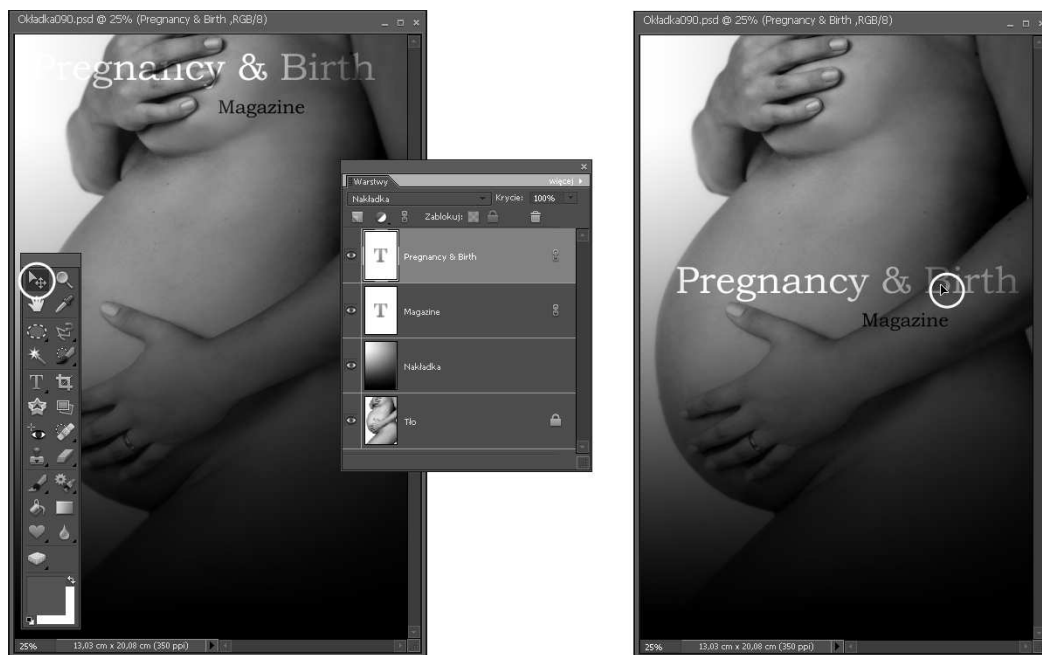 Okładka090.psd @ 25% (Pregnancy & Birth ,RGB/8)
Pregnancy & Birth
Magazine
Warstwy
więcej
Nakładka
Krycie: 100%
Zablokuj:
T Pregnancy & Birth
T Magazine
Nakładka
Tło
T
25% 13,03 cm x 20,08 cm (350 ppi)
Okładka090.psd @ 25% (Pregnancy & Birth ,RGB/8)
Pregnancy & Birth
Magazine
25% 13,03 cm x 20,08 cm (350 ppi)